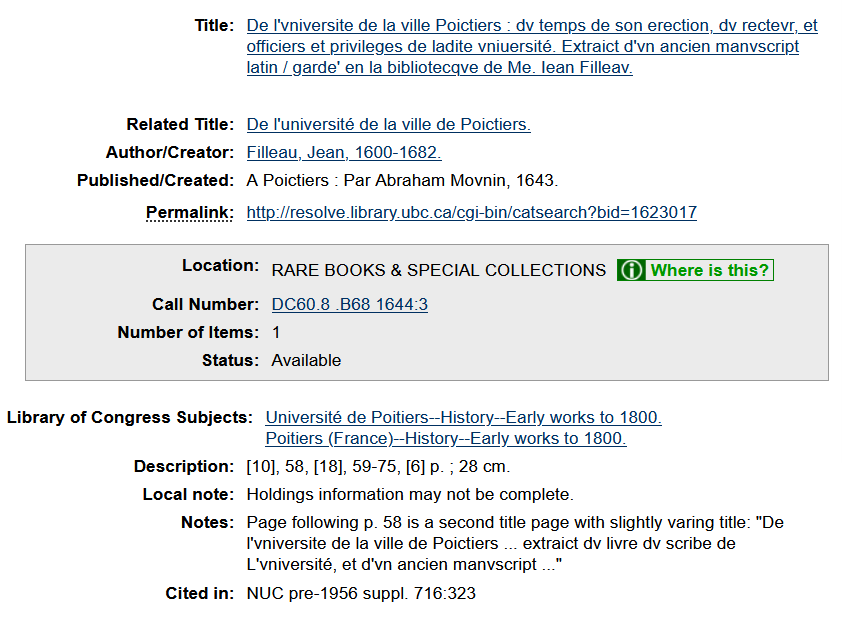 Title: De l'vniversite de la ville Poictiers : dv temps de son erection, dv rectevr, et
officiers et privileges de ladite vniuersité. Extraict d'vn ancien manvscript
latin / garde' en la bibliotecqve de Me. Iean Filleav.
Related Title: De l'université de la ville de Poictiers.
Author/Creator: Filleau, Jean, 1600-1682.
Published/Created: A Poictiers : Par Abraham Movnin, 1643.
Permalink: http://resolve.library.ubc.ca/cgi-bin/catsearch?bid=1623017
Location: RARE BOOKS & SPECIAL COLLECTIONS Where is this?
Call Number: DC60.8 .B68 1644:3
Number of Items: 1
Status: Available
Library of Congress Subjects: Université de Poitiers--History--Early works to 1800.
Poitiers (France)--History--Early works to 1800.
Description: [10], 58, [18], 59-75, [6] p. ; 28 cm.
Local note: Holdings information may not be complete.
Notes: Page following p. 58 is a second title page with slightly varing title: "De
l'vniversite de la ville de Poictiers ... extraict dv livre dv scribe de
L'vniversité, et d'vn ancien manvscript ..."
Cited in: NUC pre-1956 suppl. 716:323